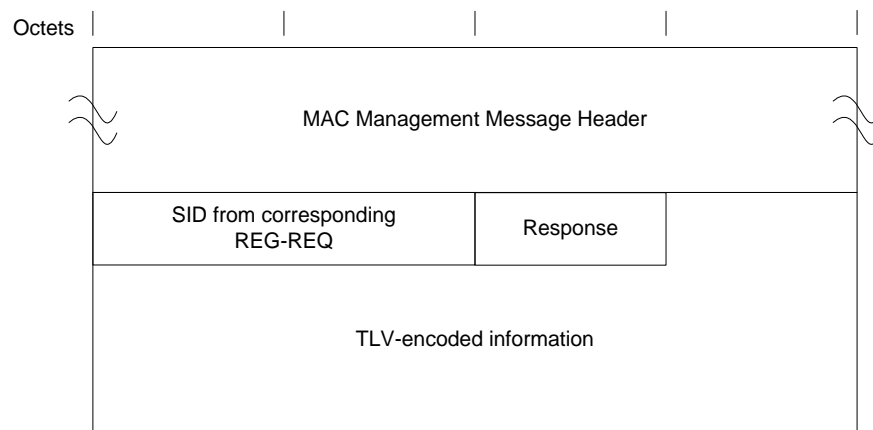 Octets
MAC Management Message Header
SID from corresponding
REG-REQ
Response
TLV-encoded information